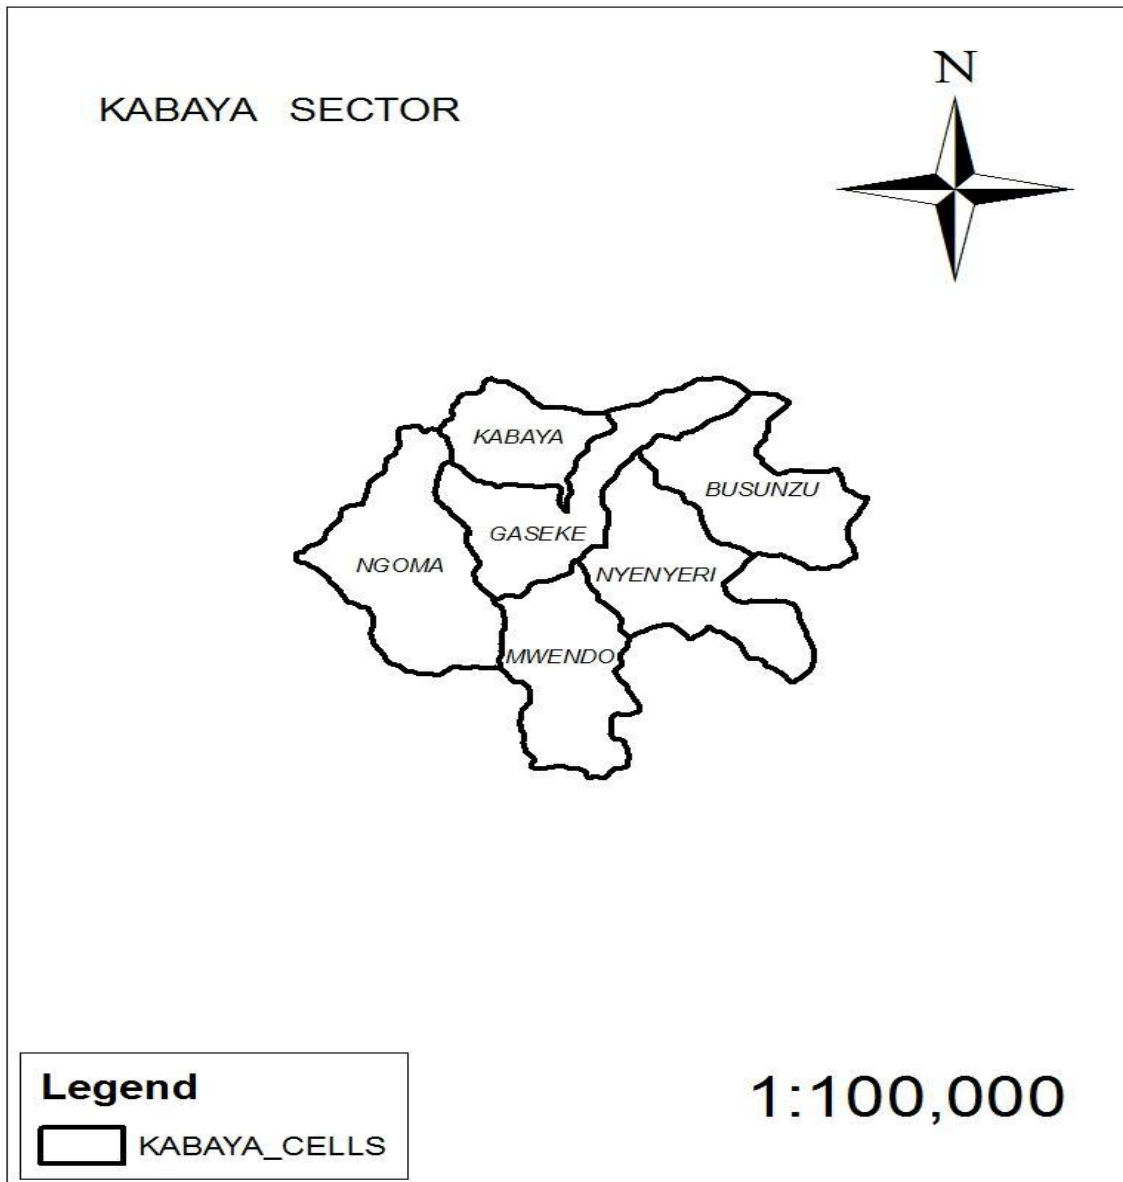 N
KABAYA SECTOR
KABAYA
BUSUNZU
GASEKE
NGOMA
NYENYERI
MWENDO
Legend
KABAYA_CELLS
1:100,000